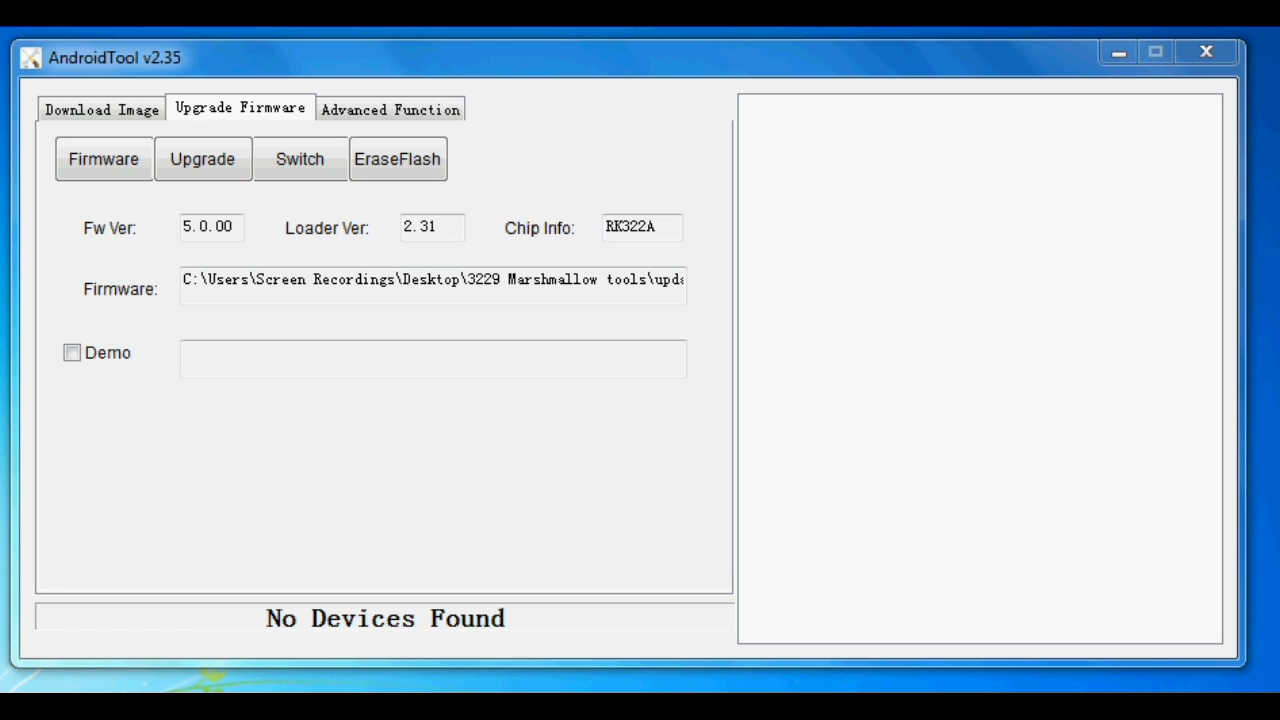 AndroidTool v2.35
Download Image Upgrade Firmware Advanced Function
Firmware Upgrade Switch EraseFlash
Fw Ver: 5.0.00 Loader Ver: 2.31 Chip Info: RK322A
Firmware: C:\Users\Screen Recordings\Desktop\3229 Marshmallow tools\upda
Demo
No Devices Found